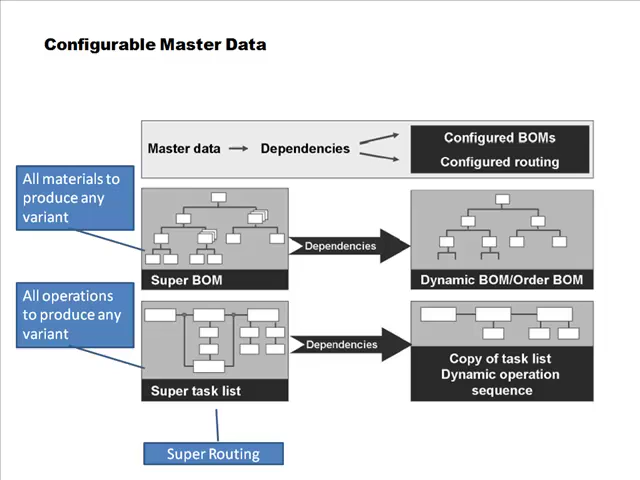 Configurable Master Data
Master data
Dependencies
Configured BOMs
Configured routing
All materials to
produce any
variant
Dependencies
Super BOM
Dynamic BOM/Order BOM
All operations
to produce any
variant
Dependencies
Super task list
Copy of task list
Dynamic operation
sequence
Super Routing